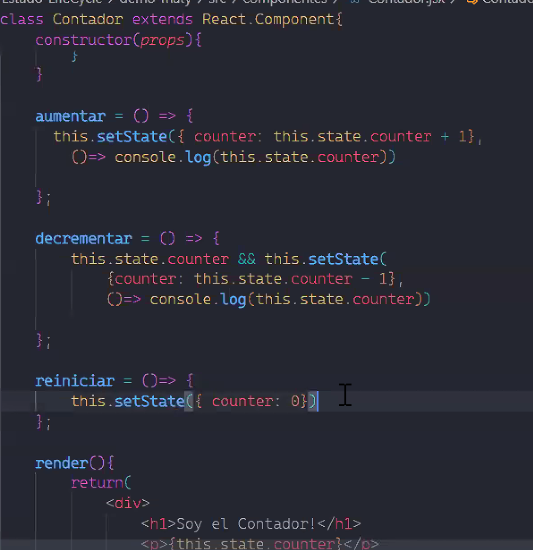 Estado LifeCycle > demo-maty > src > componentes > Contador.jsx > Contado
class Contador extends React.Component{
constructor(props){
}
}
aumentar = () => {
this.setState({ counter: this.state.counter + 1},
()=> console.log(this.state.counter))
};
decrementar = () => {
this.state.counter && this.setState(
{counter: this.state.counter - 1},
()=> console.log(this.state.counter))
};
reiniciar = ()=> {
this.setState({ counter: 0})
};
render(){
return(
<div>
<h1>Soy el Contador!</h1>
<p>{this.state.counter}</p>